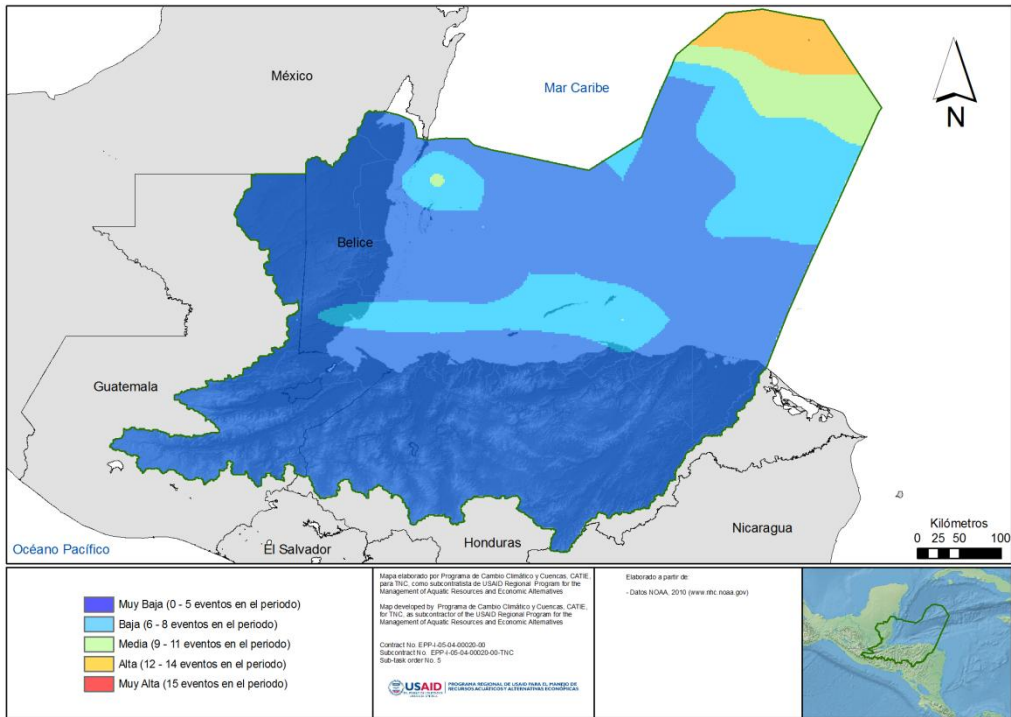 México
Mar Caribe
N
Belice
Guatemala
Nicaragua
Kilómetros
0 25 50 100
Océano Pacífico
El Salvador
Honduras
Muy Baja (0 - 5 eventos en el periodo)
Baja (6 - 8 eventos en el periodo)
Media (9 - 11 eventos en el periodo)
Alta (12 - 14 eventos en el periodo)
Muy Alta (15 eventos en el periodo)
Mapa elaborado por Programa de Cambio Climático y Cuencas, CATIE,
para TNC, como subcontratista de USAID Regional Program for the
Management of Aquatic Resources and Economic Alternatives
Map developed by Programa de Cambio Climático y Cuencas, CATIE,
for TNC, as subcontractor of the USAID Regional Program for the
Management of Aquatic Resources and Economic Alternatives
Contract No. EPP-I-05-04-00020-00
Subcontract No. EPP-I-05-04-00020-00-TNC
Sub-task order No. 5
USAID
PROGRAMA REGIONAL DE USAID PARA EL MANEJO DE
RECURSOS ACUÁTICOS Y ALTERNATIVAS ECONÓMICAS
Elaborado a partir de:
- Datos NOAA, 2010 (www.nhc.noaa.gov)